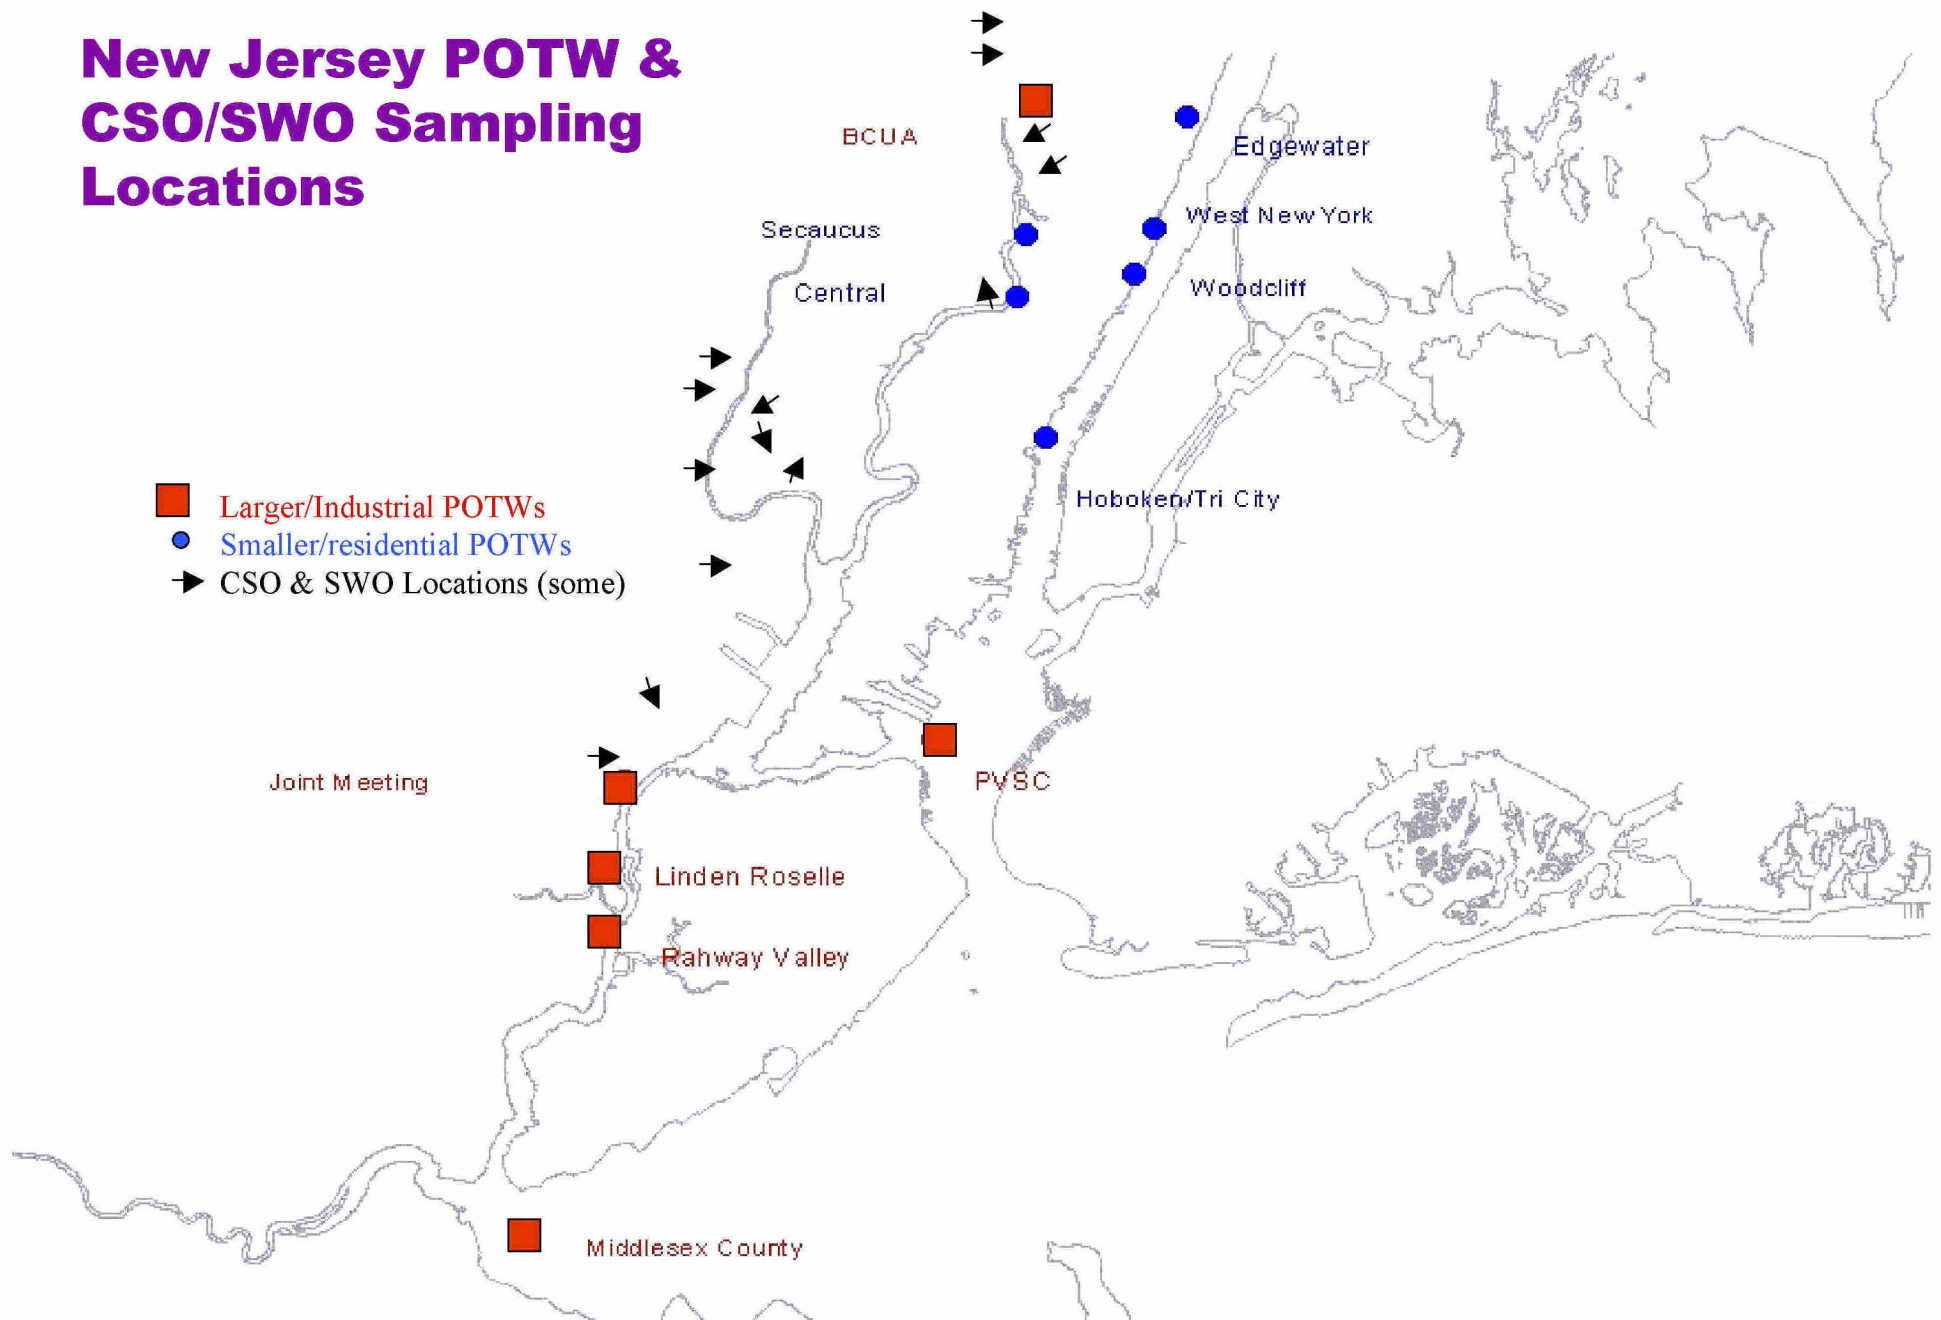 New Jersey POTW &
CSO/SWO Sampling
Locations
BCUA
Edgewater
West New York
Secaucus
Woodcliff
Central
Hoboken/Tri City
Larger/Industrial POTWs
Smaller/residential POTWs
CSO & SWO Locations (some)
Joint Meeting
PVSC
Linden Roselle
Rahway Valley
Middlesex County